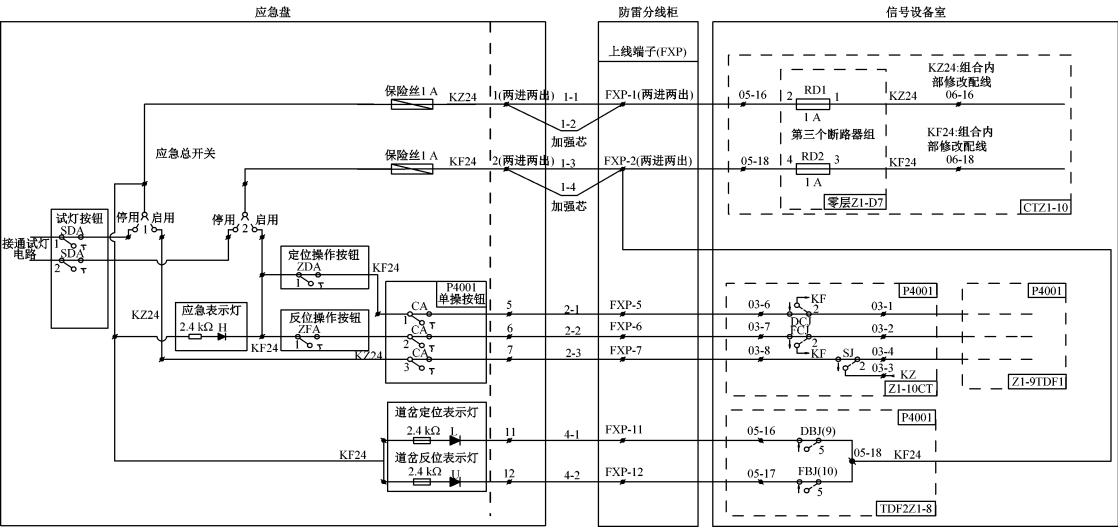 应急盘
防雷分线柜
信号设备室
上线端子(FXP)
保险丝1 A
KZ24
1(两进两出)
1-1
FXP-1(两进两出)
05-16
2
RD1
1
1 A
KZ24
KZ24:组合内
部修改配线
06-16
1-2
加强芯
第三个断路器组
应急总开关
保险丝1 A
KF24
2(两进两出)
1-3
FXP-2(两进两出)
05-18
4
RD2
3
1 A
KF24
KF24:组合内
部修改配线
06-18
1-4
加强芯
零层Z1-D7
CTZ1-10
试灯按钮
SDA
1
SDA
2
接通试灯
电路
停用
启用
1
停用
启用
2
定位操作按钮
ZDA
1
KF24
P4001
单操按钮
CA
1
CA
2
CA
3
应急表示灯
2.4 kΩ
H
KZ24
KF24
反位操作按钮
ZFA
1
KZ24
5
2-1
FXP-5
6
2-2
FXP-6
7
2-3
FXP-7
03-6
KF
2
03-1
P4001
P4001
03-7
DCJ
FCJ
2
03-2
03-8
KF
SJ
2
03-4
03-3
KZ
Z1-10CT
Z1-9TDF1
道岔定位表示灯
2.4 kΩ
L
11
4-1
FXP-11
05-16
DBJ(9)
5
P4001
KF24
道岔反位表示灯
2.4 kΩ
U
12
4-2
FXP-12
05-17
FBJ(10)
5
05-18
KF24
TDF2Z1-8